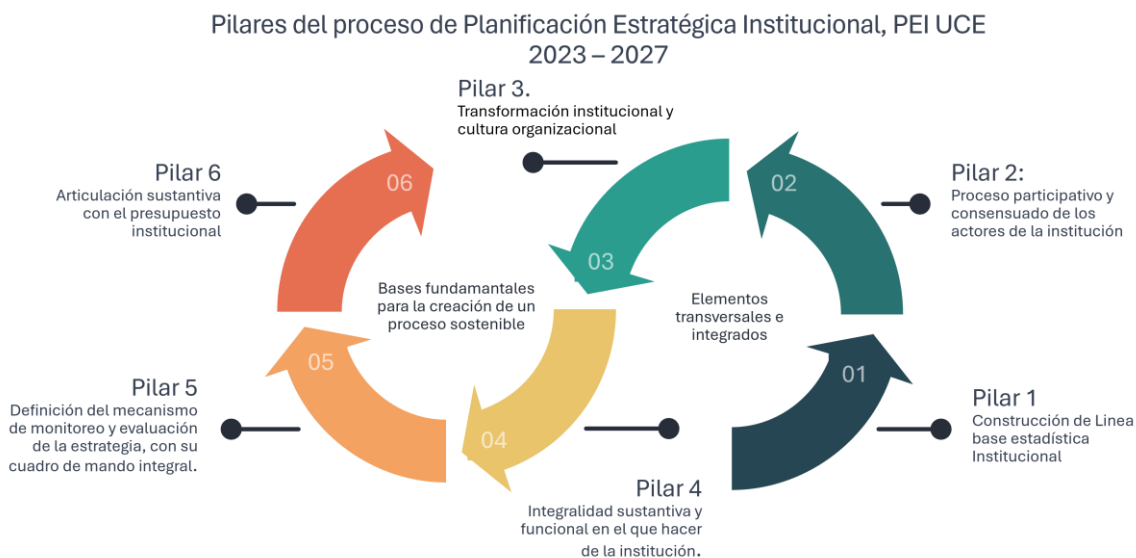 Pilares del proceso de Planificación Estratégica Institucional, PEI UCE
2023 – 2027
Pilar 3.
Transformación institucional y
cultura organizacional
Pilar 6
Articulación sustantiva
con el presupuesto
institucional
06
02
Pilar 2:
Proceso participativo y
consensuado de los
actores de la institución
03
Bases fundamantales
para la creación de un
proceso sostenible
Elementos
transversales e
integrados
Pilar 5
Definición del mecanismo
de monitoreo y evaluación
de la estrategia, con su
cuadro de mando integral.
05
04
01
Pilar 1
Construcción de Linea
base estadística
Institucional
Pilar 4
Integralidad sustantiva y
funcional en el que hacer
de la institución.